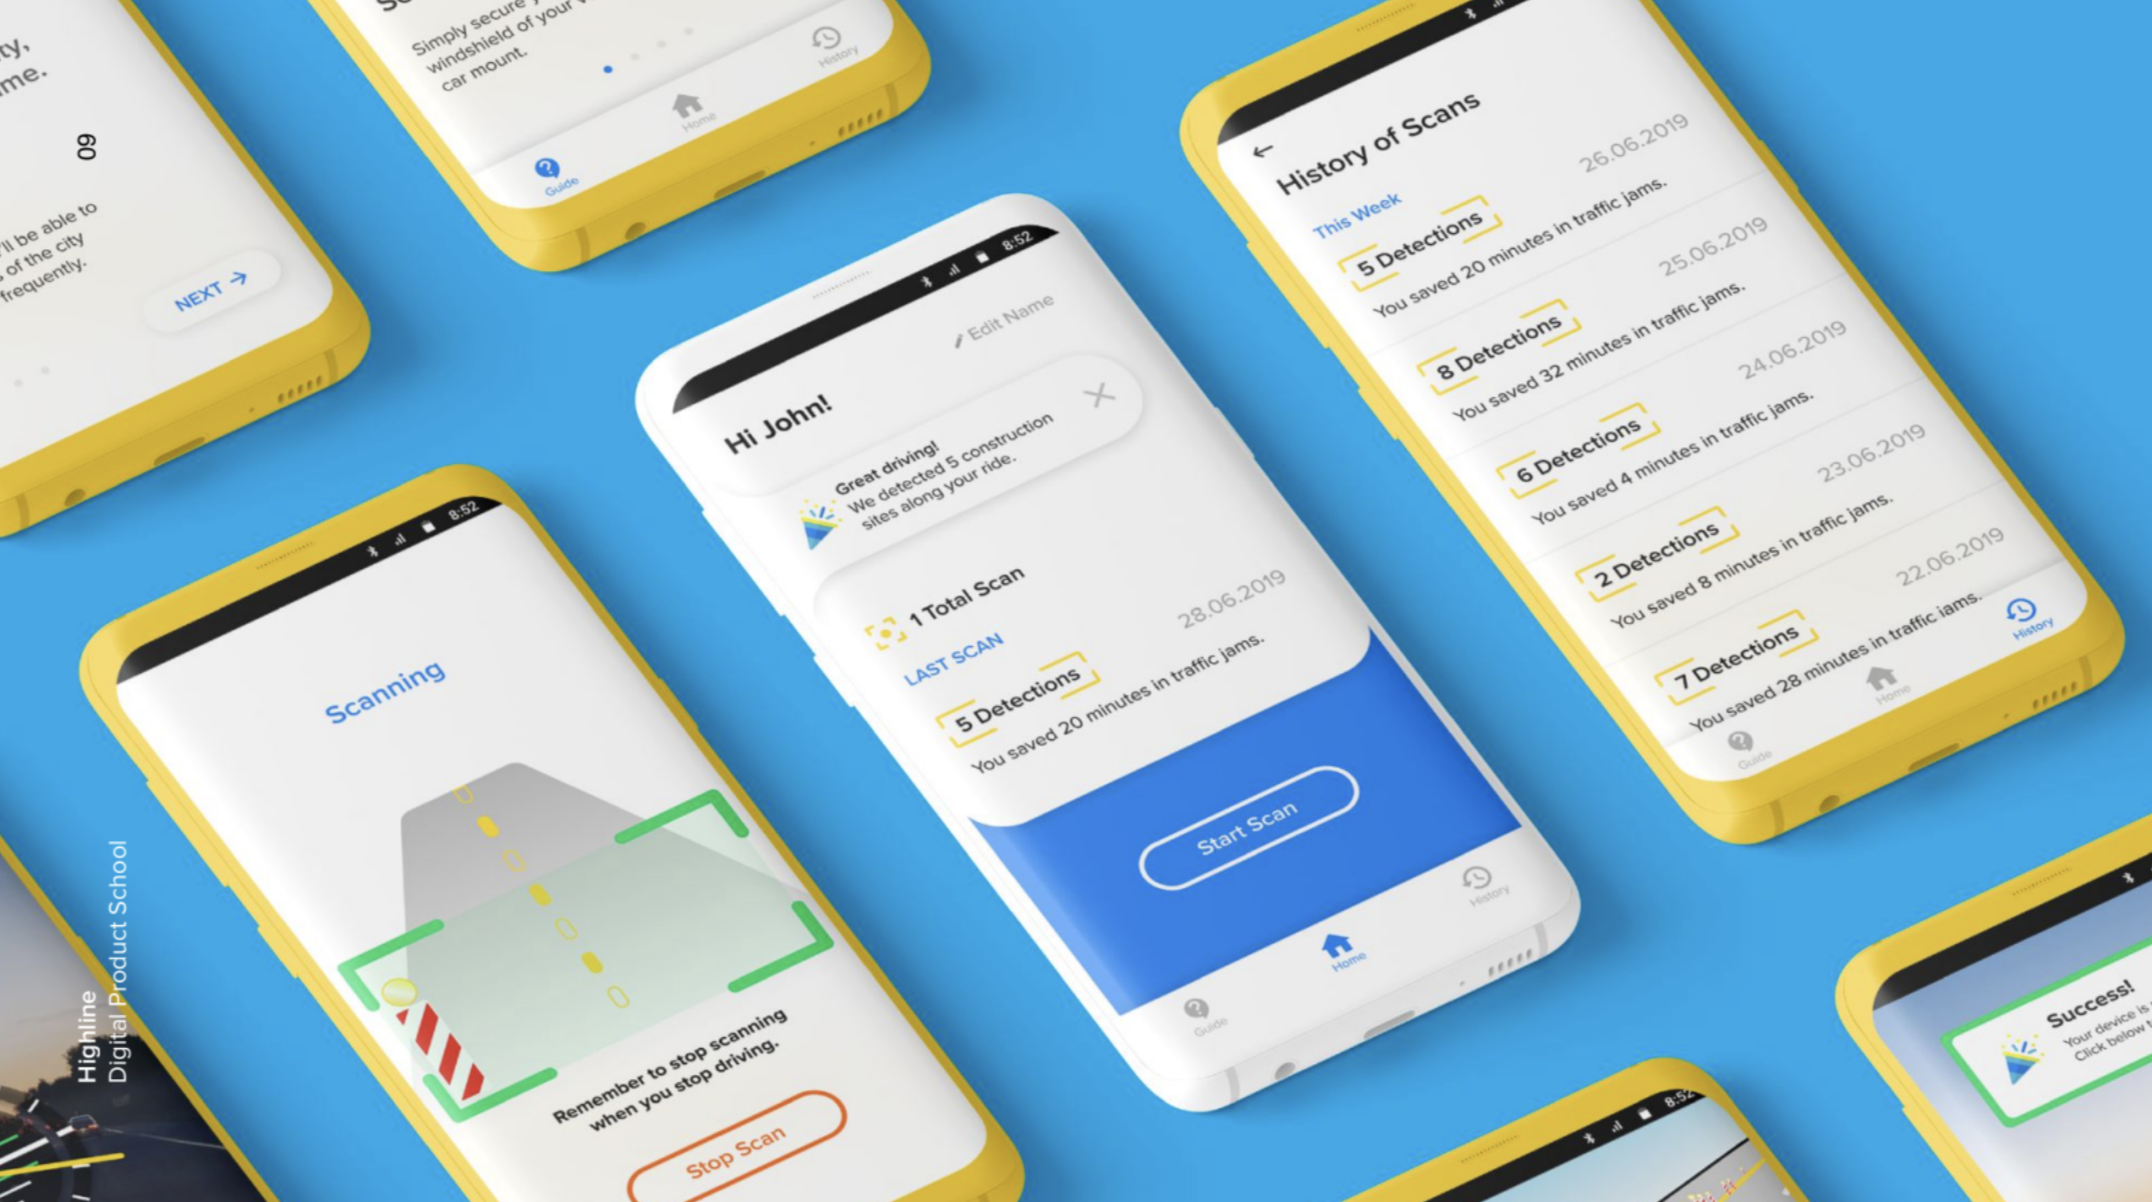 ty,
me.
'll be able to
s of the city
frequently.
NEXT →
09
Simply secure
windshield of your
car mount.
Guide
Home
History
8:52
Scanning
Remember to stop scanning
when you stop driving.
Stop Scan
Highline
Digital Product School
8:52
Edit Name
Hi John!
Great driving!
We detected 5 construction
sites along your ride.
1 Total Scan
LAST SCAN
28.06.2019
5 Detections
You saved 20 minutes in traffic jams.
Start Scan
Guide
Home
History
←
History of Scans
This Week
26.06.2019
5 Detections
You saved 20 minutes in traffic jams.
25.06.2019
8 Detections
You saved 32 minutes in traffic jams.
24.06.2019
6 Detections
You saved 4 minutes in traffic jams.
23.06.2019
2 Detections
You saved 8 minutes in traffic jams.
22.06.2019
7 Detections
You saved 28 minutes in traffic jams.
Guide
Home
History
8:52
Success!
Your device is
Click below